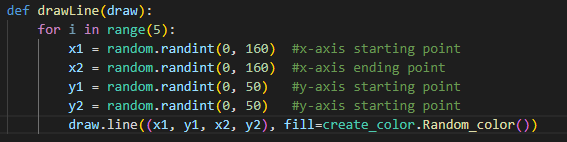 def drawLine(draw):
    for i in range(5):
        x1 = random.randint(0, 160)  #x-axis starting point
        x2 = random.randint(0, 160)  #x-axis ending point
        y1 = random.randint(0, 50)   #y-axis starting point
        y2 = random.randint(0, 50)   #y-axis starting point
        draw.line((x1, y1, x2, y2), fill=create_color.Random_color())